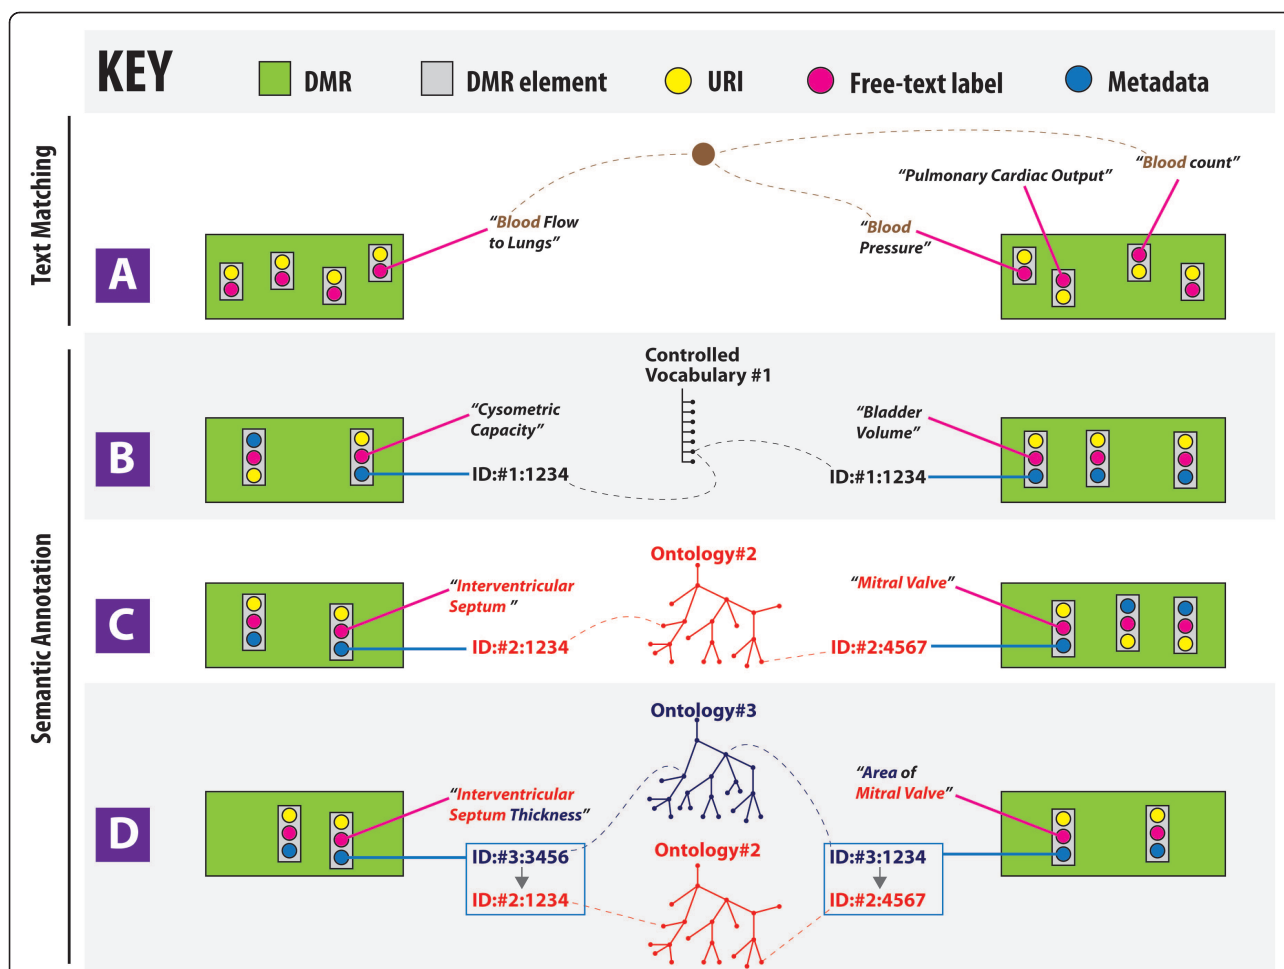 KEY
DMR
DMR element
URI
Free-text label
Metadata
Text Matching
A
“Blood Flow
to Lungs”
“Blood
Pressure”
“Pulmonary Cardiac Output”
“Blood count”
Semantic Annotation
B
“Cysometric
Capacity”
ID:#1:1234
Controlled
Vocabulary #1
“Bladder
Volume”
ID:#1:1234
C
“Interventricular
Septum ”
ID:#2:1234
Ontology#2
“Mitral Valve”
ID:#2:4567
D
“Interventricular
Septum Thickness”
ID:#3:3456
ID:#2:1234
Ontology#3
Ontology#2
“Area of
Mitral Valve”
ID:#3:1234
ID:#2:4567